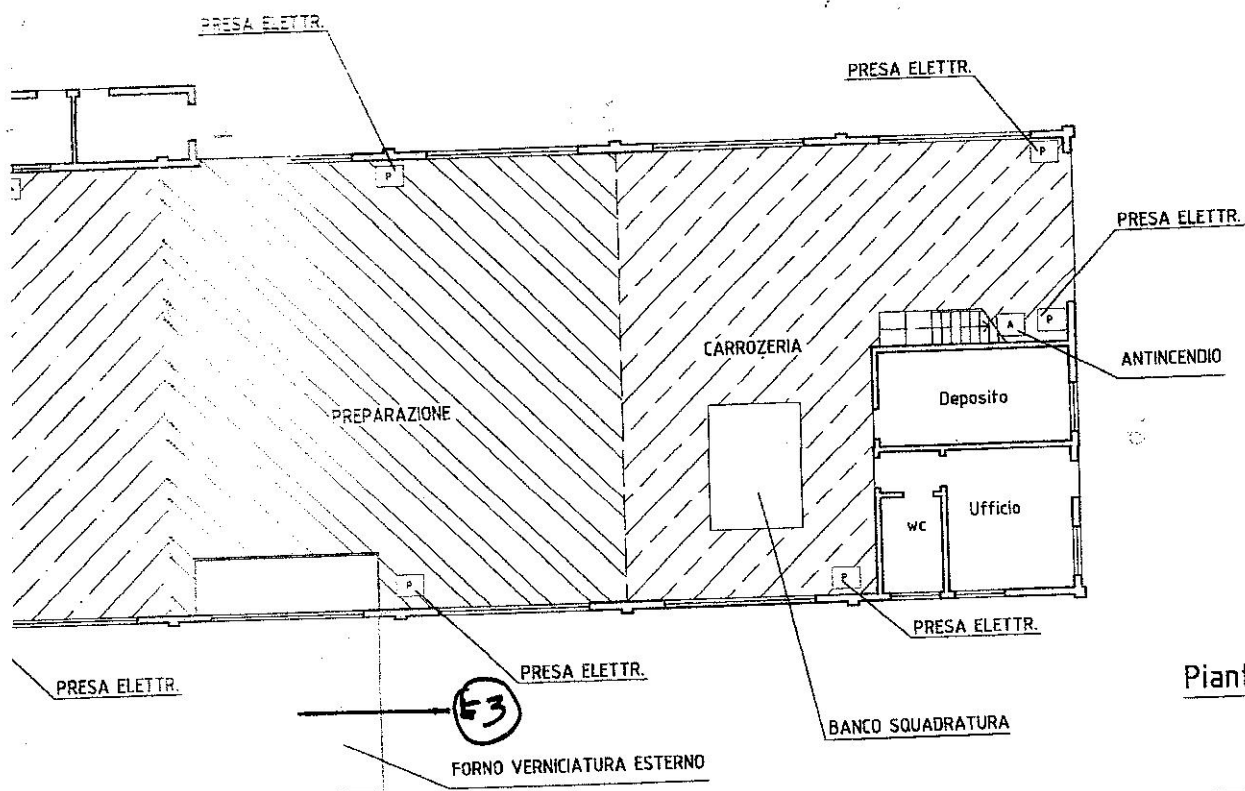 PRESA ELETTR.
PRESA ELETTR.
P
P
PRESA ELETTR.
P
A
CARROZERIA
ANTINCENDIO
Deposito
PREPARAZIONE
Ufficio
WC
P
P
PRESA ELETTR.
PRESA ELETTR.
PRESA ELETTR.
E3
BANCO SQUADRATURA
FORNO VERNICIATURA ESTERNO